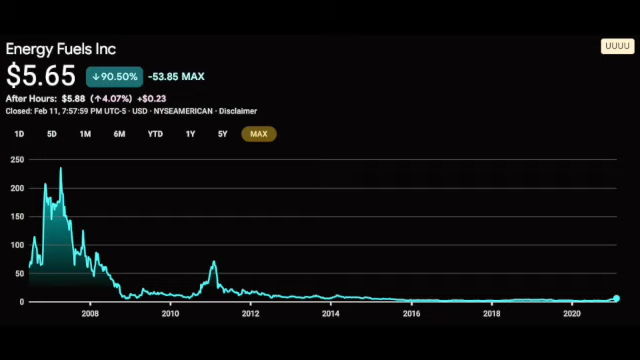 Energy Fuels Inc
UUUU
$5.65 ↓90.50% -53.85 MAX
After Hours: $5.88 (↑4.07%) +$0.23
Closed: Feb 11, 7:57:59 PM UTC-5 · USD · NYSEAMERICAN · Disclaimer
1D 5D 1M 6M YTD 1Y 5Y MAX
250
200
150
100
50
0
2008 2010 2012 2014 2016 2018 2020